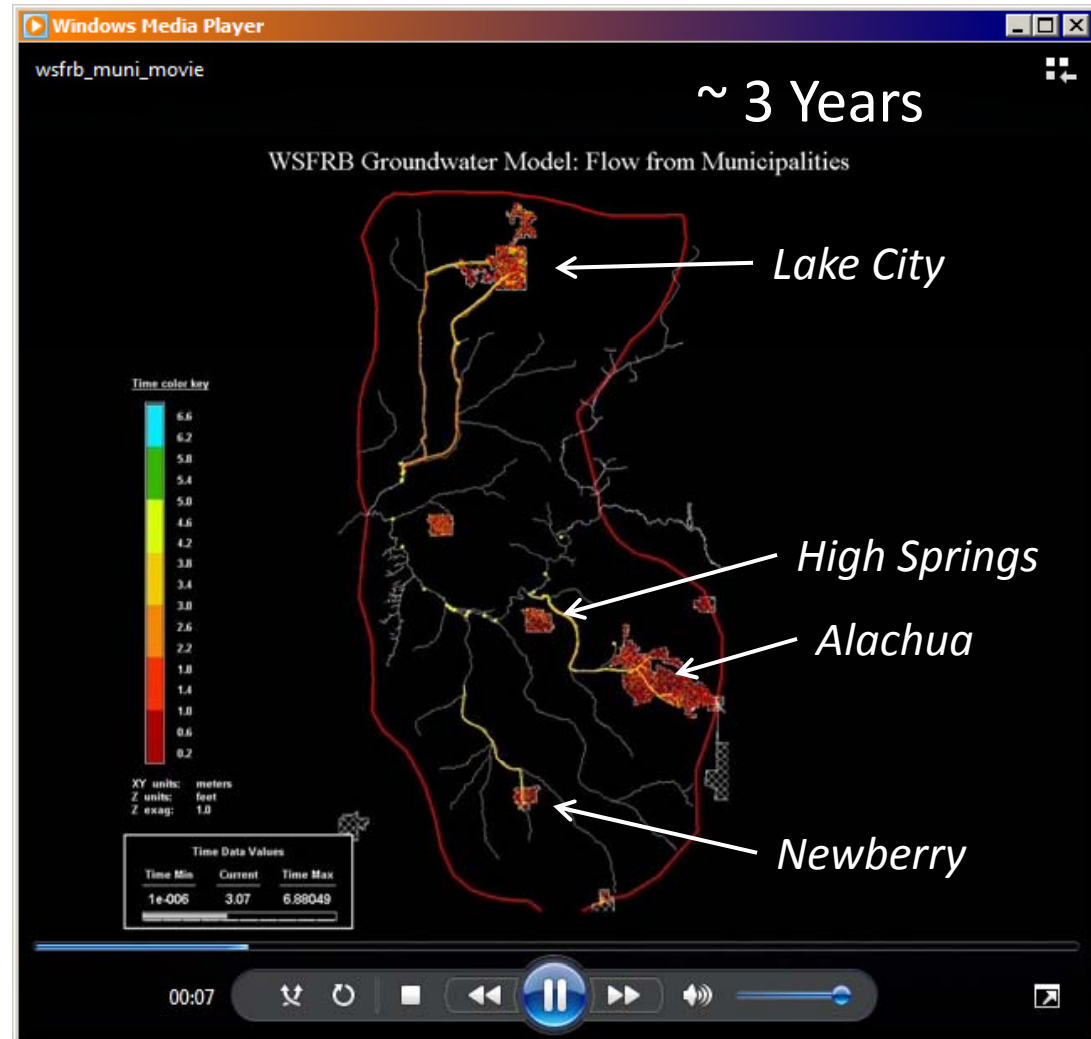 Windows Media Player
wsfrb_muni_movie
~ 3 Years
WSFRB Groundwater Model: Flow from Municipalities
Lake City
Time color key
6.6
6.2
5.8
5.4
5.0
4.6
4.2
3.8
3.4
3.0
2.6
2.2
1.8
1.4
1.0
0.6
0.2
High Springs
Alachua
XY units: meters
Z units: feet
Z exag: 1.0
Newberry
Time Data Values
Time Min Current Time Max
1e-006 3.07 6.88049
00:07